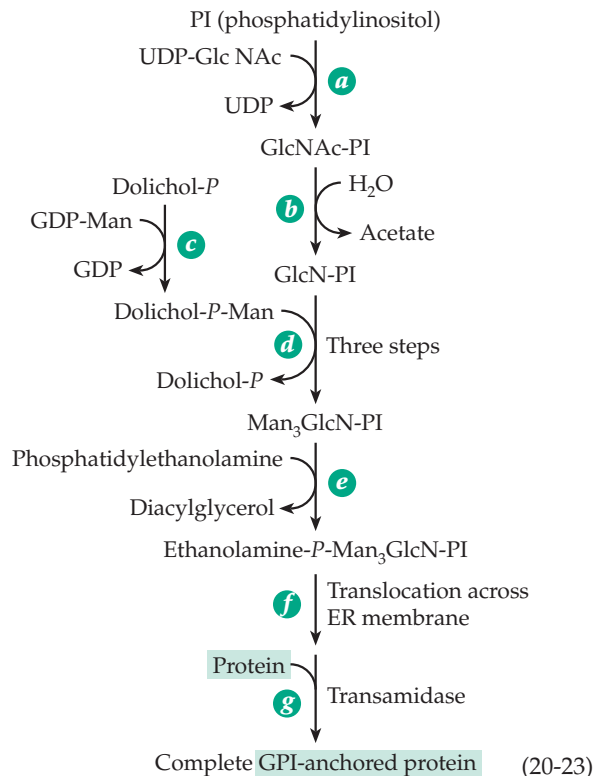 PI (phosphatidylinositol)
UDP-Glc NAc
a
UDP
GlcNAc-PI
H₂O
b
Acetate
GlcN-PI
Dolichol-P
GDP-Man
c
GDP
Dolichol-P-Man
d
Three steps
Dolichol-P
Man₃GlcN-PI
Phosphatidylethanolamine
e
Diacylglycerol
Ethanolamine-P-Man₃GlcN-PI
f
Translocation across
ER membrane
Protein
g
Transamidase
Complete GPI-anchored protein (20-23)